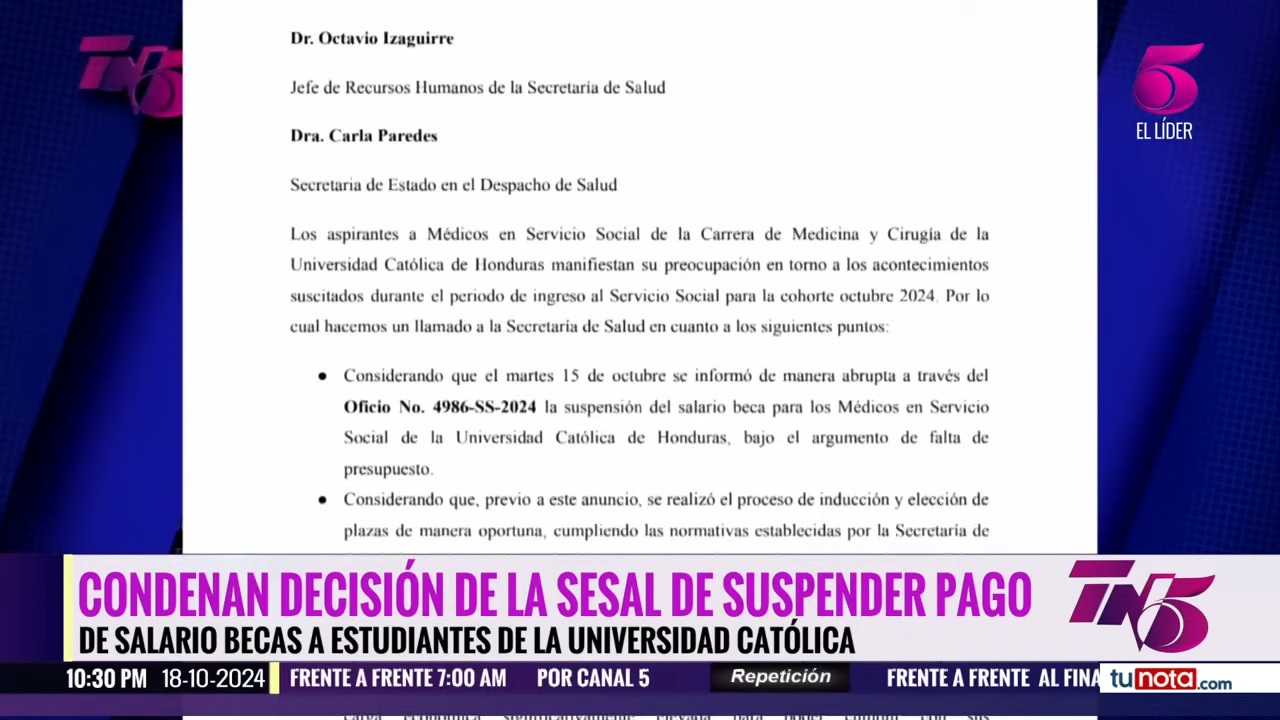 Dr. Octavio Izaguirre
Jefe de Recursos Humanos de la Secretaría de Salud
Dra. Carla Paredes
Secretaria de Estado en el Despacho de Salud
Los aspirantes a Médicos en Servicio Social de la Carrera de Medicina y Cirugía de la
Universidad Católica de Honduras manifiestan su preocupación en torno a los acontecimientos
suscitados durante el periodo de ingreso al Servicio Social para la cohorte octubre 2024. Por lo
cual hacemos un llamado a la Secretaría de Salud en cuanto a los siguientes puntos:
● Considerando que el martes 15 de octubre se informó de manera abrupta a través del
Oficio No. 4986-SS-2024 la suspensión del salario beca para los Médicos en Servicio
Social de la Universidad Católica de Honduras, bajo el argumento de falta de
presupuesto.
● Considerando que, previo a este anuncio, se realizó el proceso de inducción y elección de
plazas de manera oportuna, cumpliendo las normativas establecidas por la Secretaría de
TN5
5
EL LÍDER
CONDENAN DECISIÓN DE LA SESAL DE SUSPENDER PAGO
DE SALARIO BECAS A ESTUDIANTES DE LA UNIVERSIDAD CATÓLICA
TN5
10:30 PM 18-10-2024 FRENTE A FRENTE 7:00 AM POR CANAL 5 Repetición FRENTE A FRENTE AL FINA tunota.com